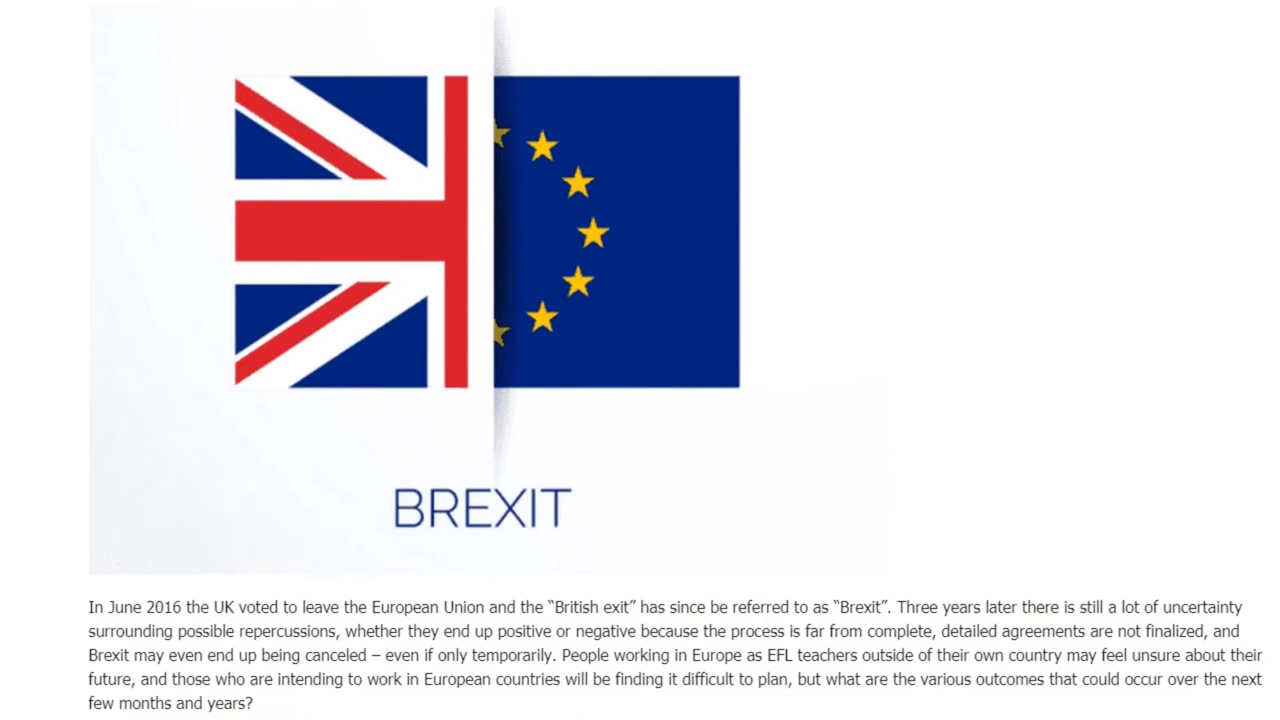 BREXIT
In June 2016 the UK voted to leave the European Union and the “British exit” has since be referred to as “Brexit”. Three years later there is still a lot of uncertainty
surrounding possible repercussions, whether they end up positive or negative because the process is far from complete, detailed agreements are not finalized, and
Brexit may even end up being canceled – even if only temporarily. People working in Europe as EFL teachers outside of their own country may feel unsure about their
future, and those who are intending to work in European countries will be finding it difficult to plan, but what are the various outcomes that could occur over the next
few months and years?